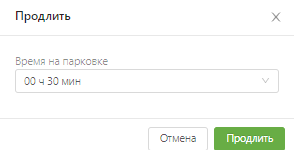 Продлить
Время на парковке
00 ч 30 мин
Отмена
Продлить